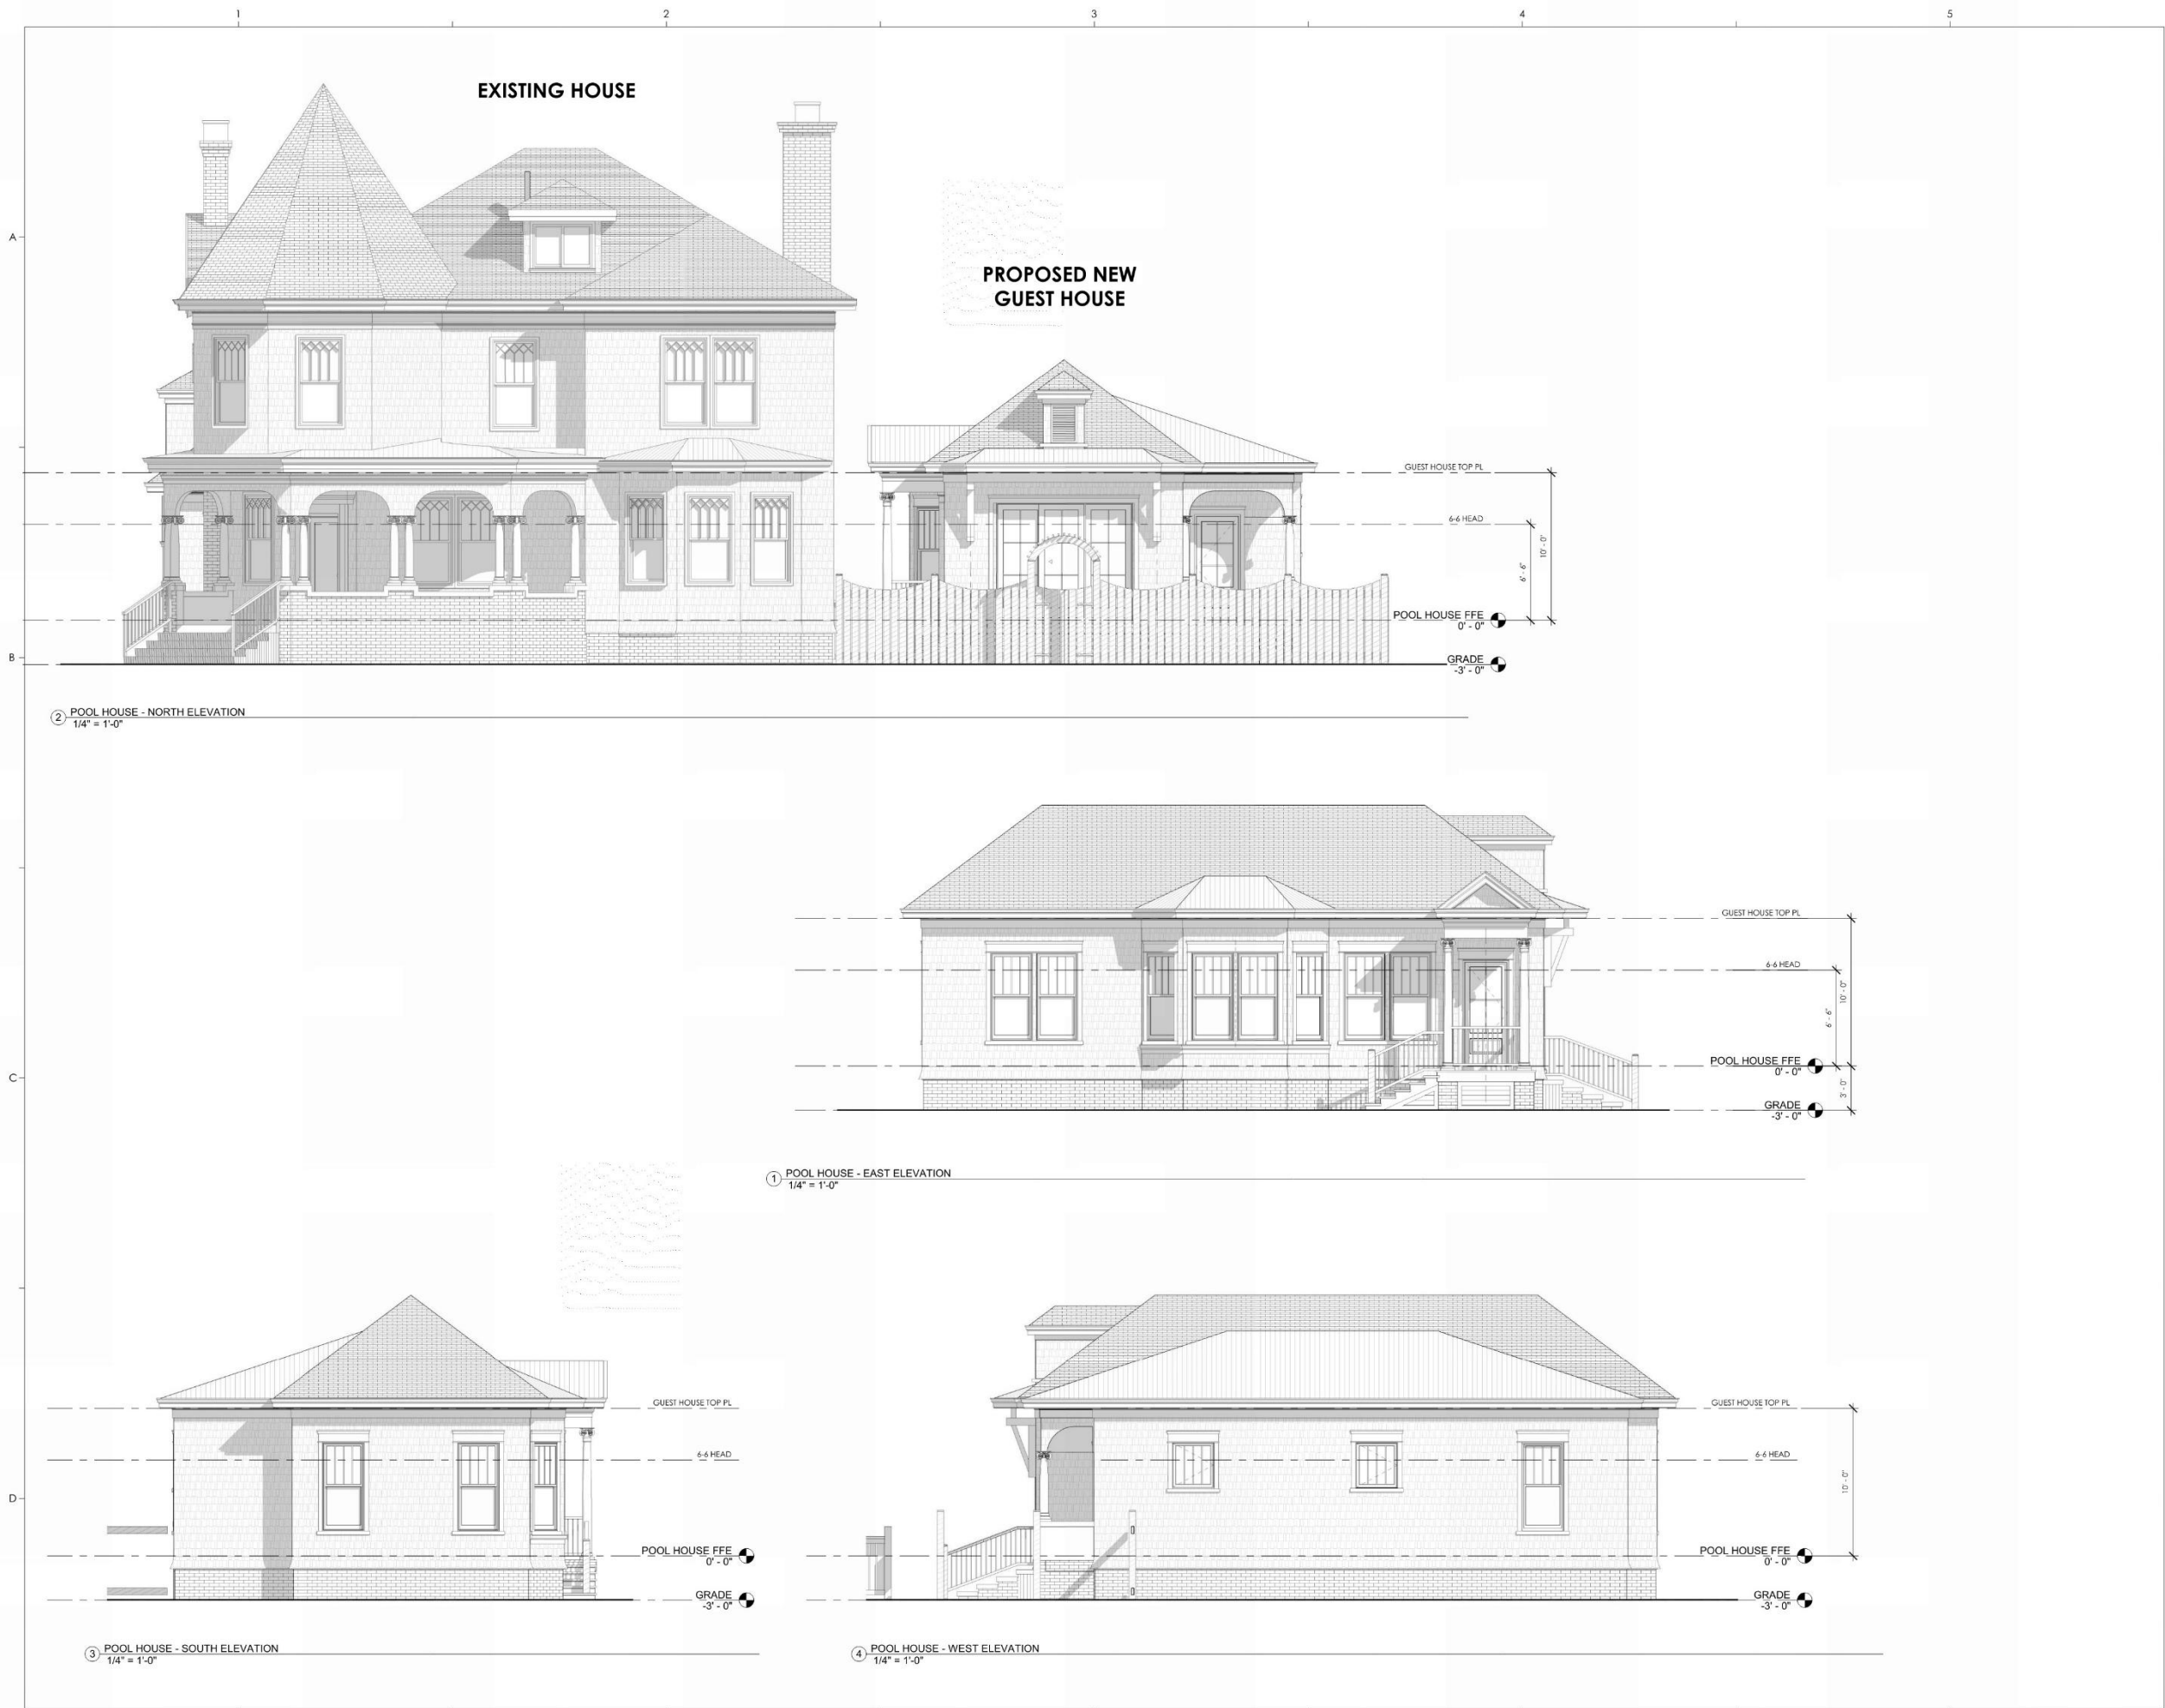 1 2 3 4 5
A
B
C
D
EXISTING HOUSE
PROPOSED NEW
GUEST HOUSE
GUEST HOUSE TOP PL
6-6 HEAD
10' - 0"
6' - 6"
POOL HOUSE FFE
0' - 0"
GRADE
-3' - 0"
2 POOL HOUSE - NORTH ELEVATION
1/4" = 1'-0"
GUEST HOUSE TOP PL
6-6 HEAD
10' - 0"
6' - 6"
POOL HOUSE FFE
0' - 0"
3' - 0"
GRADE
-3' - 0"
1 POOL HOUSE - EAST ELEVATION
1/4" = 1'-0"
GUEST HOUSE TOP PL
6-6 HEAD
POOL HOUSE FFE
0' - 0"
GRADE
-3' - 0"
3 POOL HOUSE - SOUTH ELEVATION
1/4" = 1'-0"
GUEST HOUSE TOP PL
6-6 HEAD
10' - 0"
POOL HOUSE FFE
0' - 0"
GRADE
-3' - 0"
4 POOL HOUSE - WEST ELEVATION
1/4" = 1'-0"